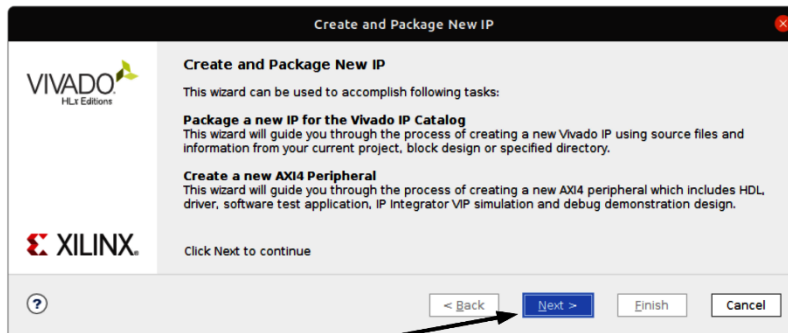 Create and Package New IP
VIVADO
HLx Editions
Create and Package New IP
This wizard can be used to accomplish following tasks:
Package a new IP for the Vivado IP Catalog
This wizard will guide you through the process of creating a new Vivado IP using source files and
information from your current project, block design or specified directory.
Create a new AXI4 Peripheral
This wizard will guide you through the process of creating a new AXI4 peripheral which includes HDL,
driver, software test application, IP Integrator VIP simulation and debug demonstration design.
XILINX.
Click Next to continue
?
< Back
Next >
Finish
Cancel